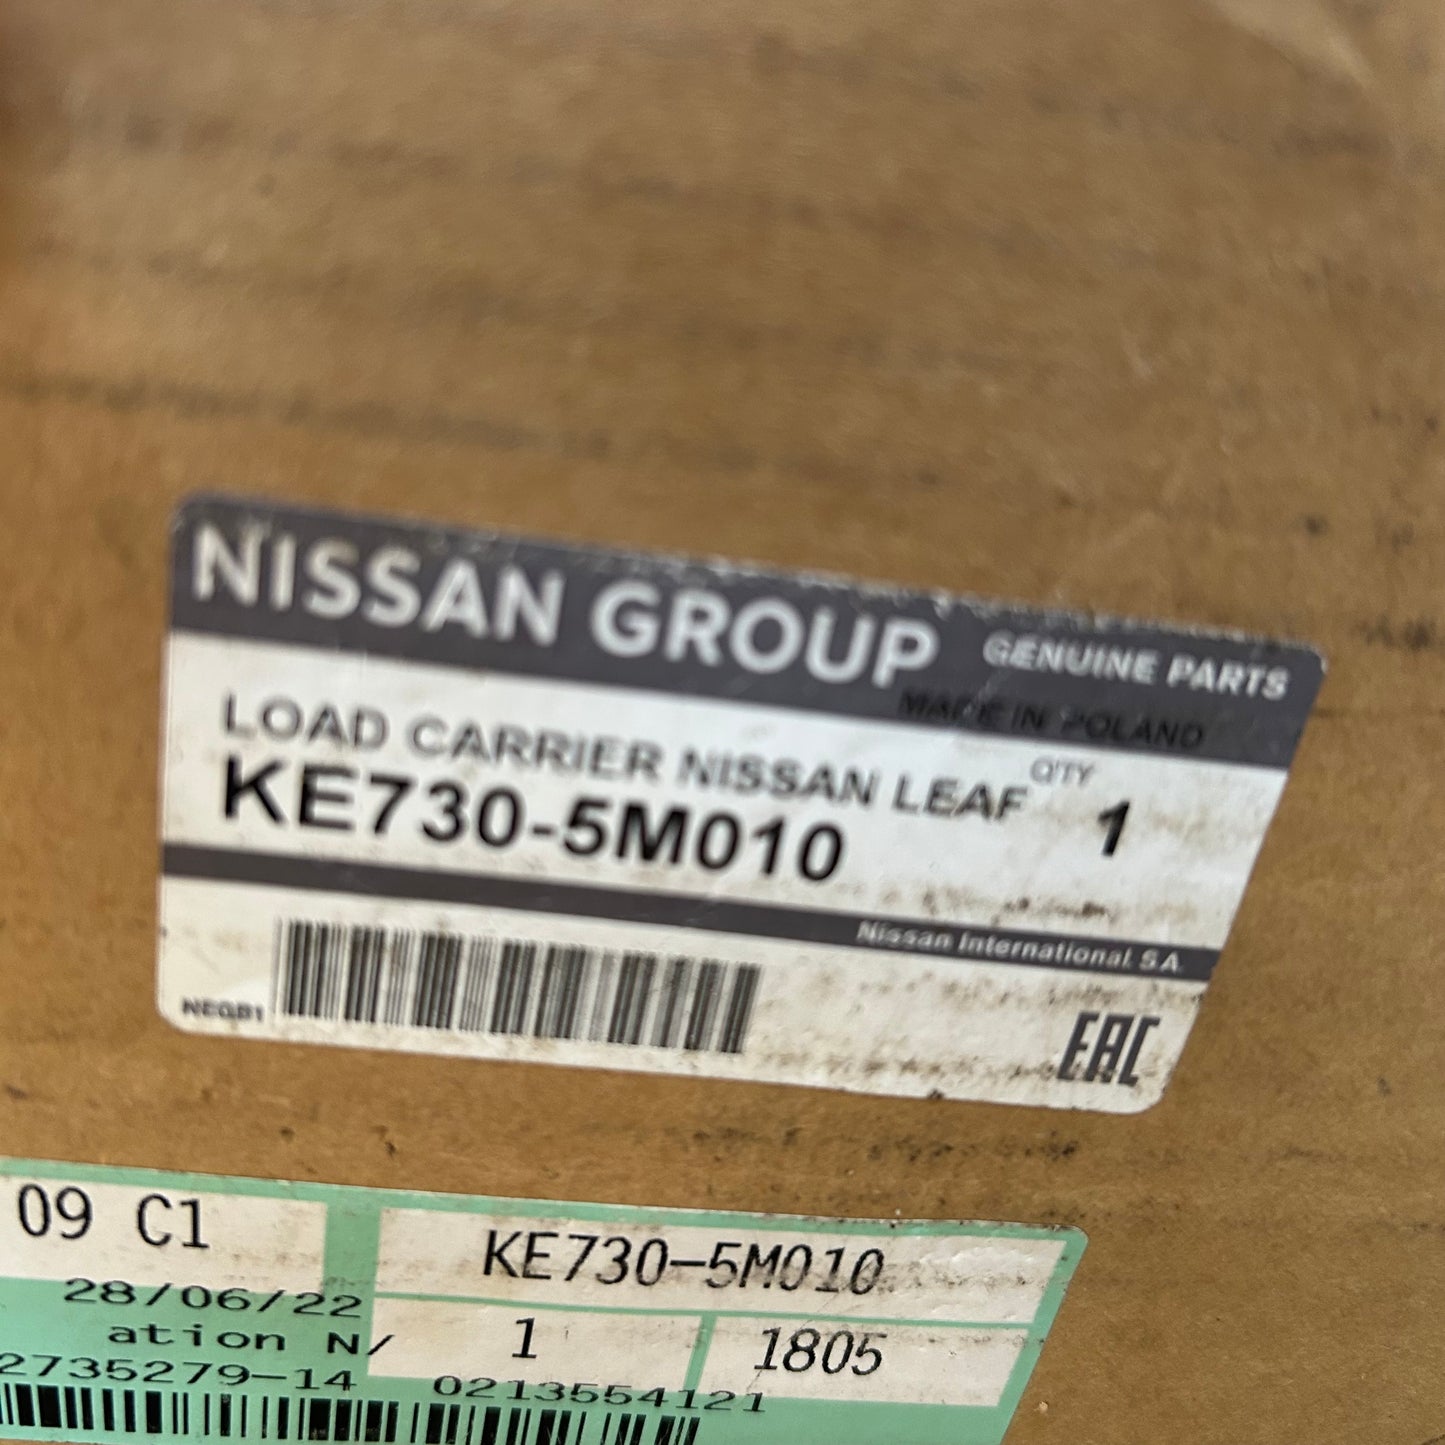 NISSAN GROUP GENUINE PARTS
MADE IN POLAND
LOAD CARRIER NISSAN LEAF QTY
KE730-5M010 1
Nissan International. S.A.
NEGB1
EAC
09 C1 KE730-5M010
28/06/22
ation N/ 1 1805
2735279-14 0213554121